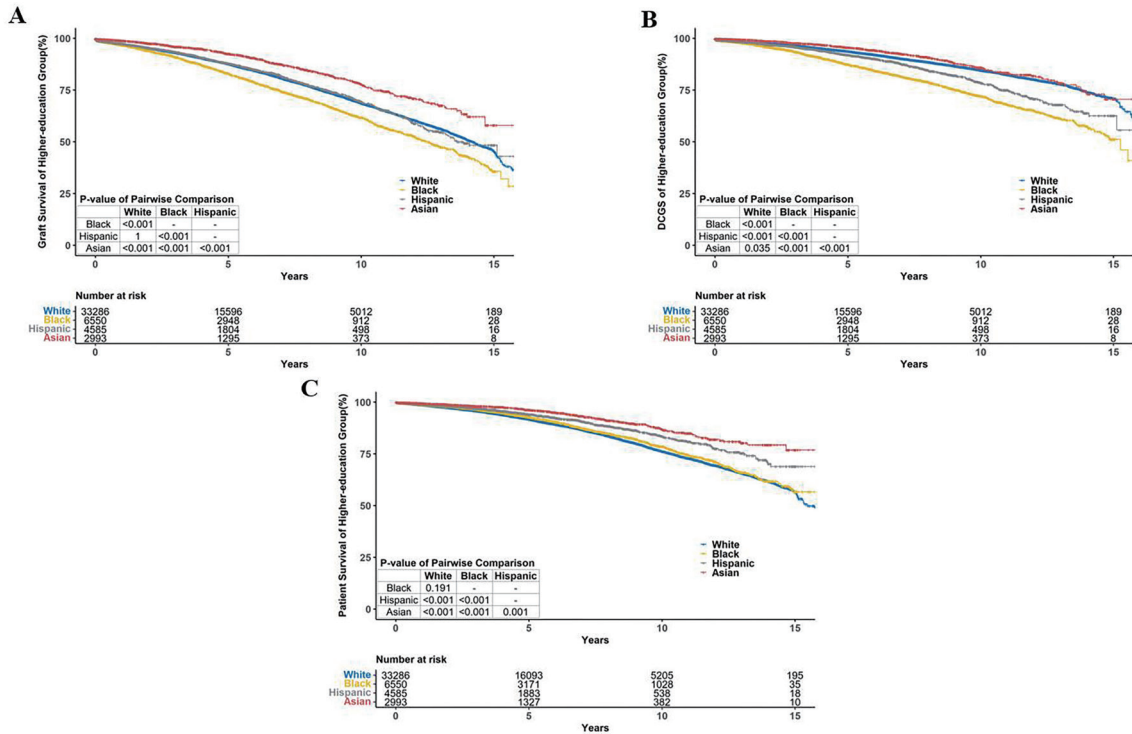 A
Graft Survival of Higher-education Group(%)
100
75
50
25
0
White
Black
Hispanic
Asian
P-value of Pairwise Comparison
White Black Hispanic
Black <0.001 - -
Hispanic 1 <0.001 -
Asian <0.001 <0.001 <0.001
0 5 10 15
Years
Number at risk
White 33286 15596 5012 189
Black 6550 2948 912 28
Hispanic 4585 1804 498 16
Asian 2993 1295 373 8
0 5 10 15
Years
B
DCGS of Higher-education Group(%)
100
75
50
25
0
White
Black
Hispanic
Asian
P-value of Pairwise Comparison
White Black Hispanic
Black <0.001 - -
Hispanic <0.001 <0.001 -
Asian 0.035 <0.001 <0.001
0 5 10 15
Years
Number at risk
White 33286 15596 5012 189
Black 6550 2948 912 28
Hispanic 4585 1804 498 16
Asian 2993 1295 373 8
0 5 10 15
Years
C
Patient Survival of Higher-education Group(%)
100
75
50
25
0
White
Black
Hispanic
Asian
P-value of Pairwise Comparison
White Black Hispanic
Black 0.191 - -
Hispanic <0.001 <0.001 -
Asian <0.001 <0.001 0.001
0 5 10 15
Years
Number at risk
White 33286 16093 5205 195
Black 6550 3171 1028 35
Hispanic 4585 1883 538 18
Asian 2993 1327 382 10
0 5 10 15
Years